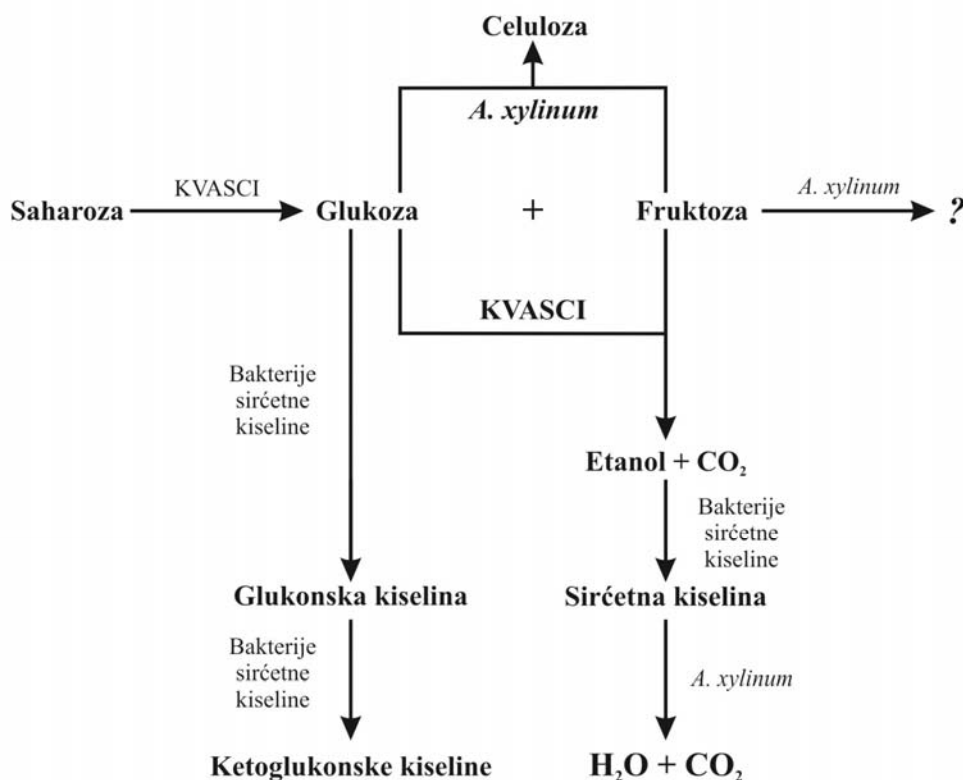 Celuloza
A. xylinum
KVASCI
A. xylinum
Saharoza
Glukoza
+
Fruktoza
?
KVASCI
Bakterije
sirćetne
kiseline
Etanol + CO₂
Bakterije
sirćetne
kiseline
Glukonska kiselina
Sirćetna kiselina
Bakterije
sirćetne
kiseline
A. xylinum
Ketoglukonske kiseline
H₂O + CO₂